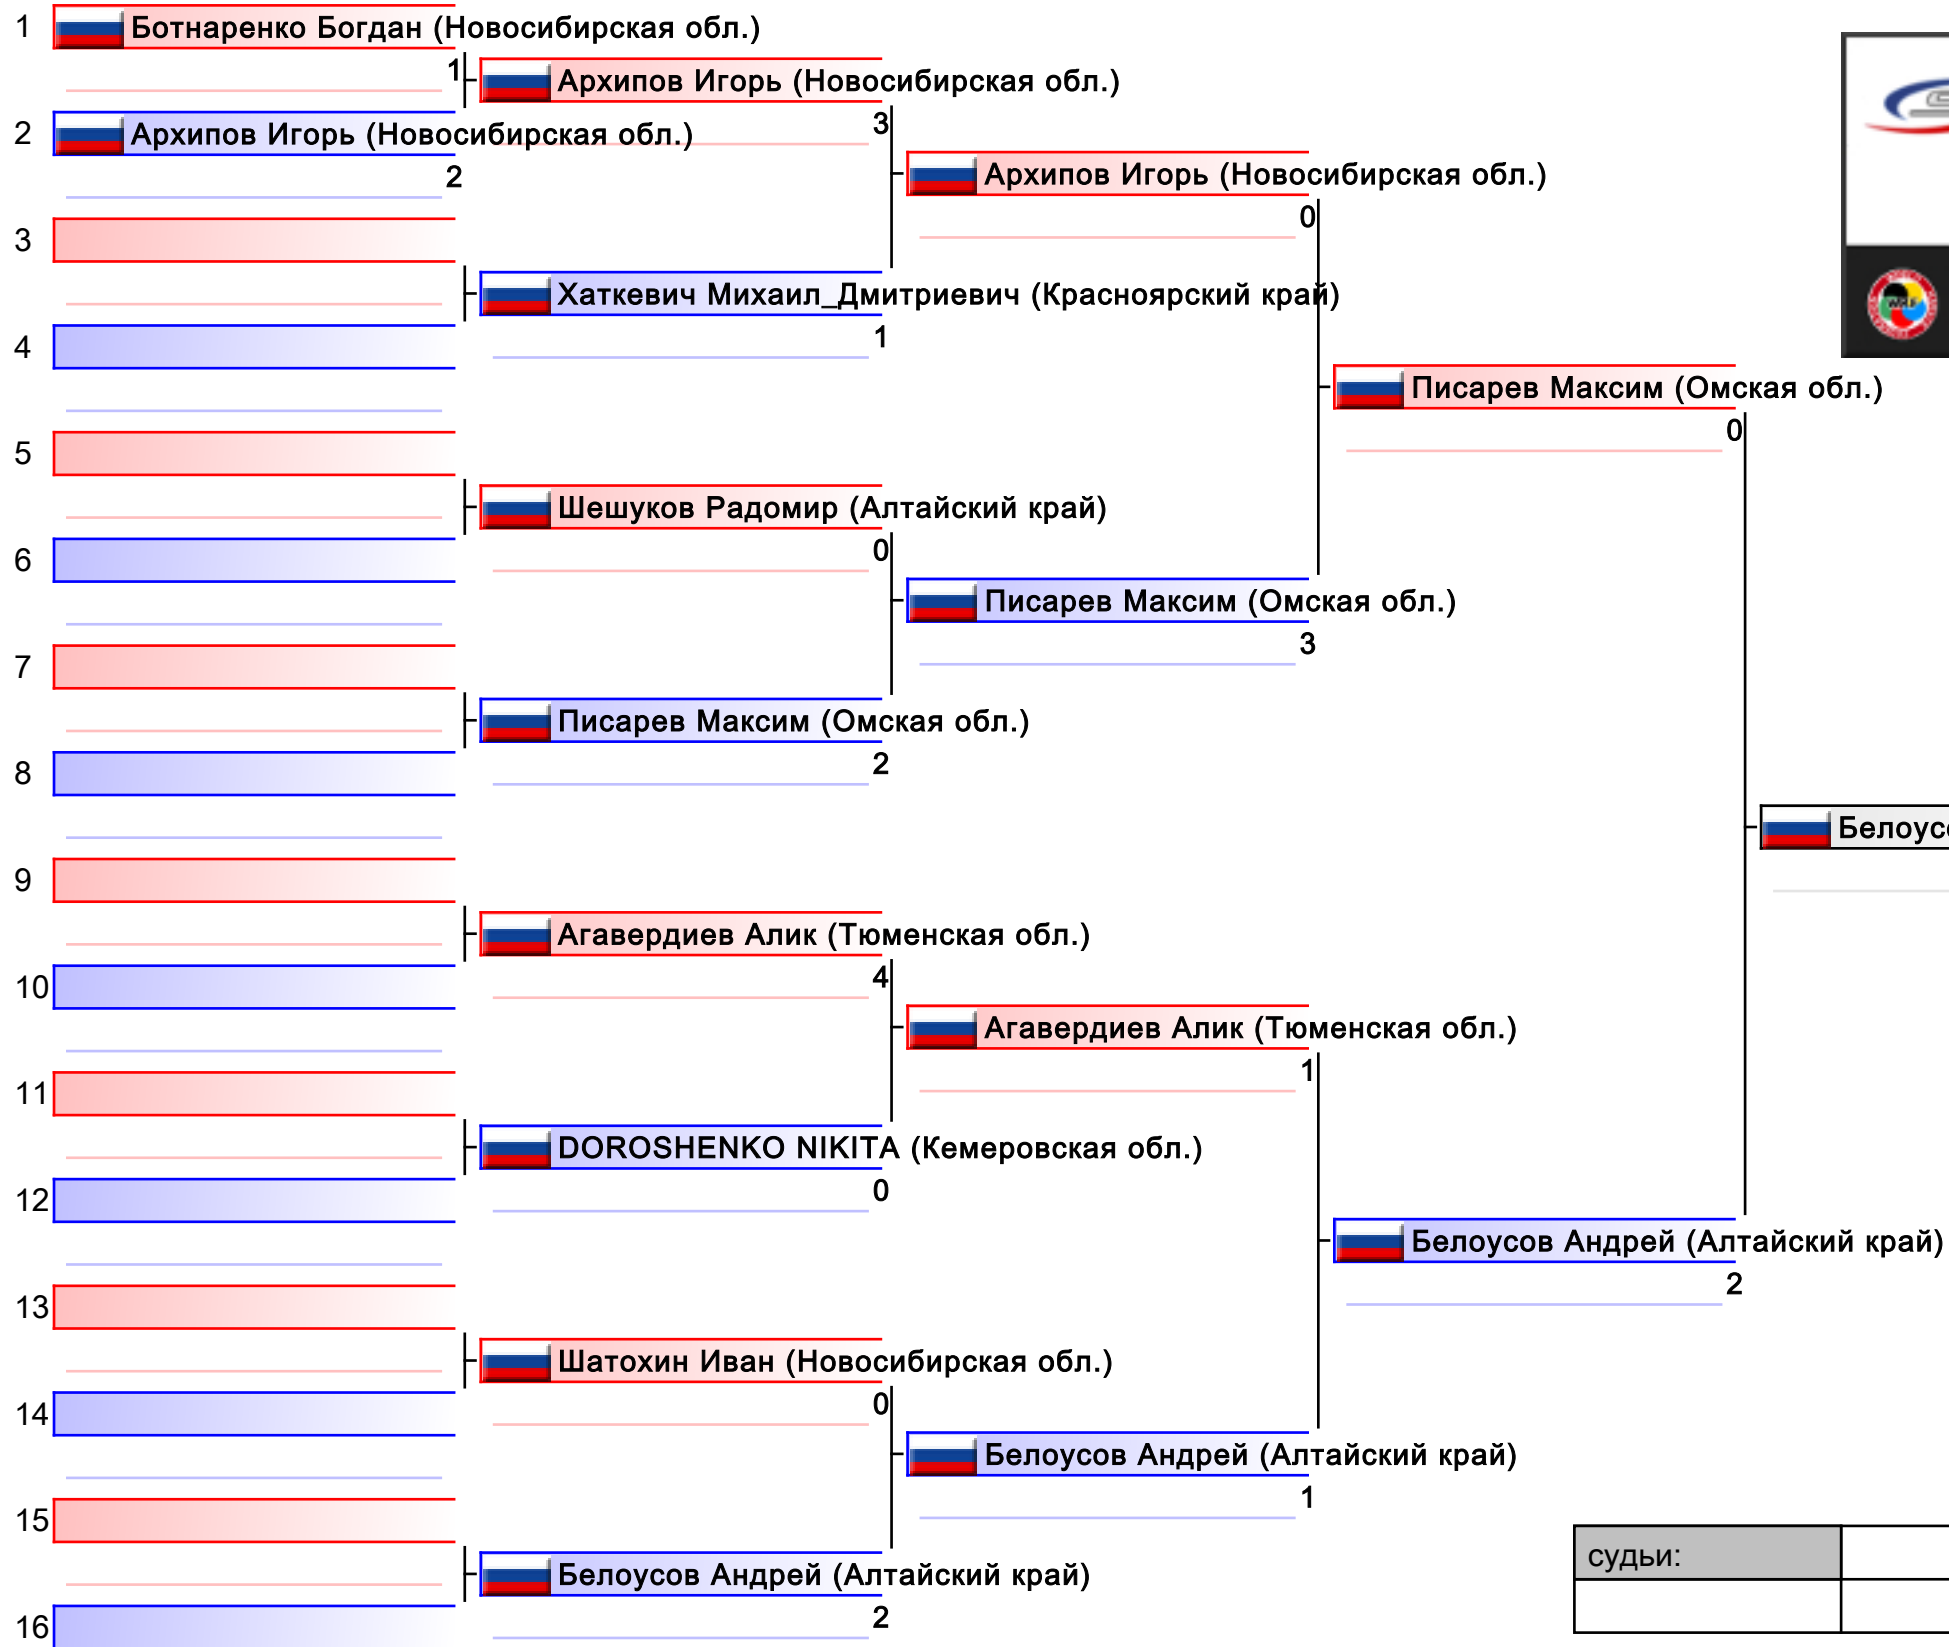 1 Ботнаренко Богдан (Новосибирская обл.)
1
Архипов Игорь (Новосибирская обл.)
3
2 Архипов Игорь (Новосибирская обл.)
2
Архипов Игорь (Новосибирская обл.)
0
3
Хаткевич Михаил_Дмитриевич (Красноярский край)
1
4
Писарев Максим (Омская обл.)
0
5
Шешуков Радомир (Алтайский край)
0
6
Писарев Максим (Омская обл.)
3
7
Писарев Максим (Омская обл.)
2
8
9
Агавердиев Алик (Тюменская обл.)
4
10
Агавердиев Алик (Тюменская обл.)
1
11
DOROSHENKO NIKITA (Кемеровская обл.)
0
12
Белоусов Андрей (Алтайский край)
2
13
Шатохин Иван (Новосибирская обл.)
0
14
Белоусов Андрей (Алтайский край)
1
15
Белоусов Андрей (Алтайский край)
2
16
судьи: